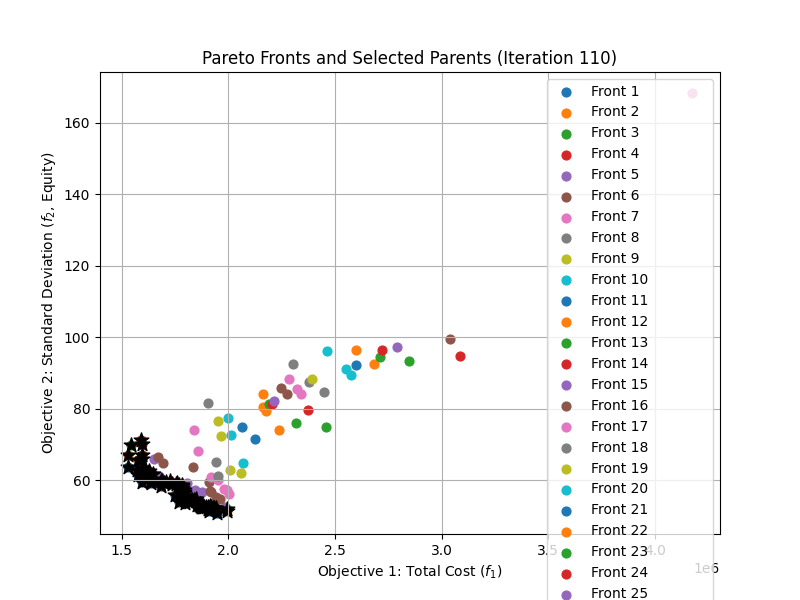 Pareto Fronts and Selected Parents (Iteration 110)
Objective 2: Standard Deviation (f₂, Equity)
160
140
120
100
80
60
1.5
2.0
2.5
3.0
3.5
4.0
1e6
Objective 1: Total Cost (f₁)
Front 1
Front 2
Front 3
Front 4
Front 5
Front 6
Front 7
Front 8
Front 9
Front 10
Front 11
Front 12
Front 13
Front 14
Front 15
Front 16
Front 17
Front 18
Front 19
Front 20
Front 21
Front 22
Front 23
Front 24
Front 25